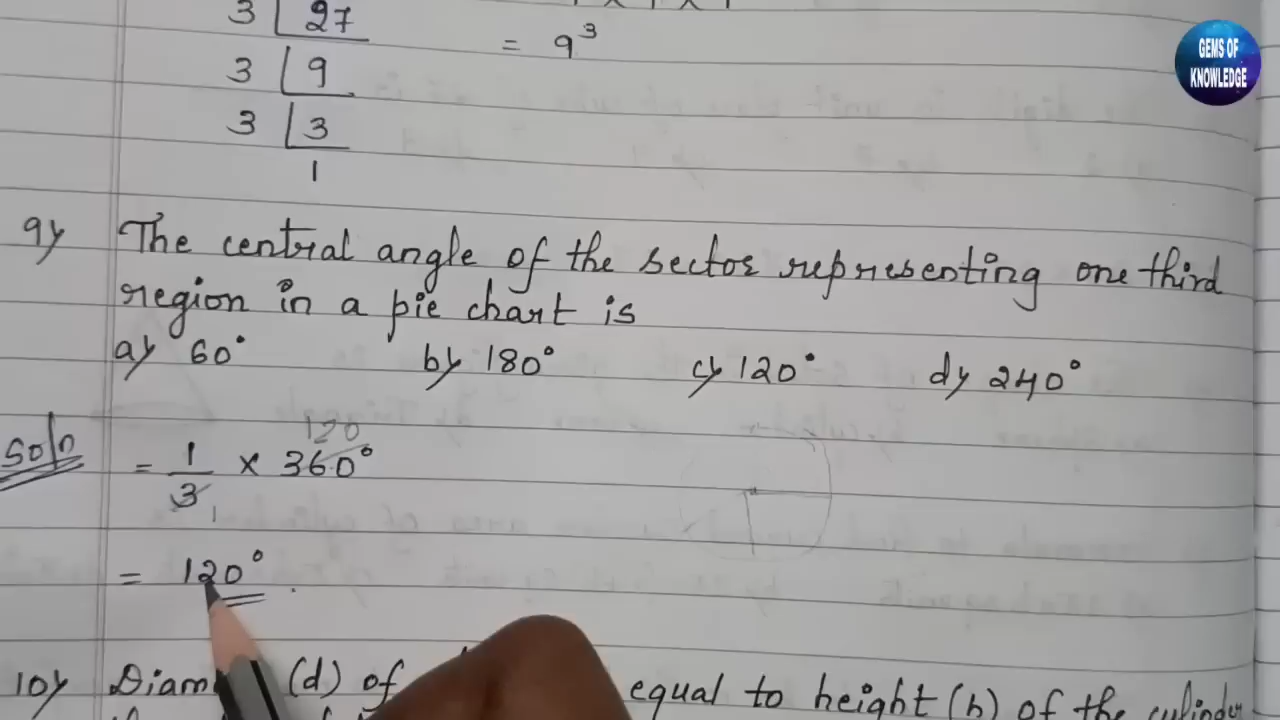 3 27
= 9³
3 9
3 3
1
GEMS OF
KNOWLEDGE
9) The central angle of the sector representing one third
region in a pie chart is
a) 60° b) 180° c) 120° d) 240°
Soln
120
= 1/3 × 360°
1
= 120°
10) (d) of equal to height (h) of the cylinder